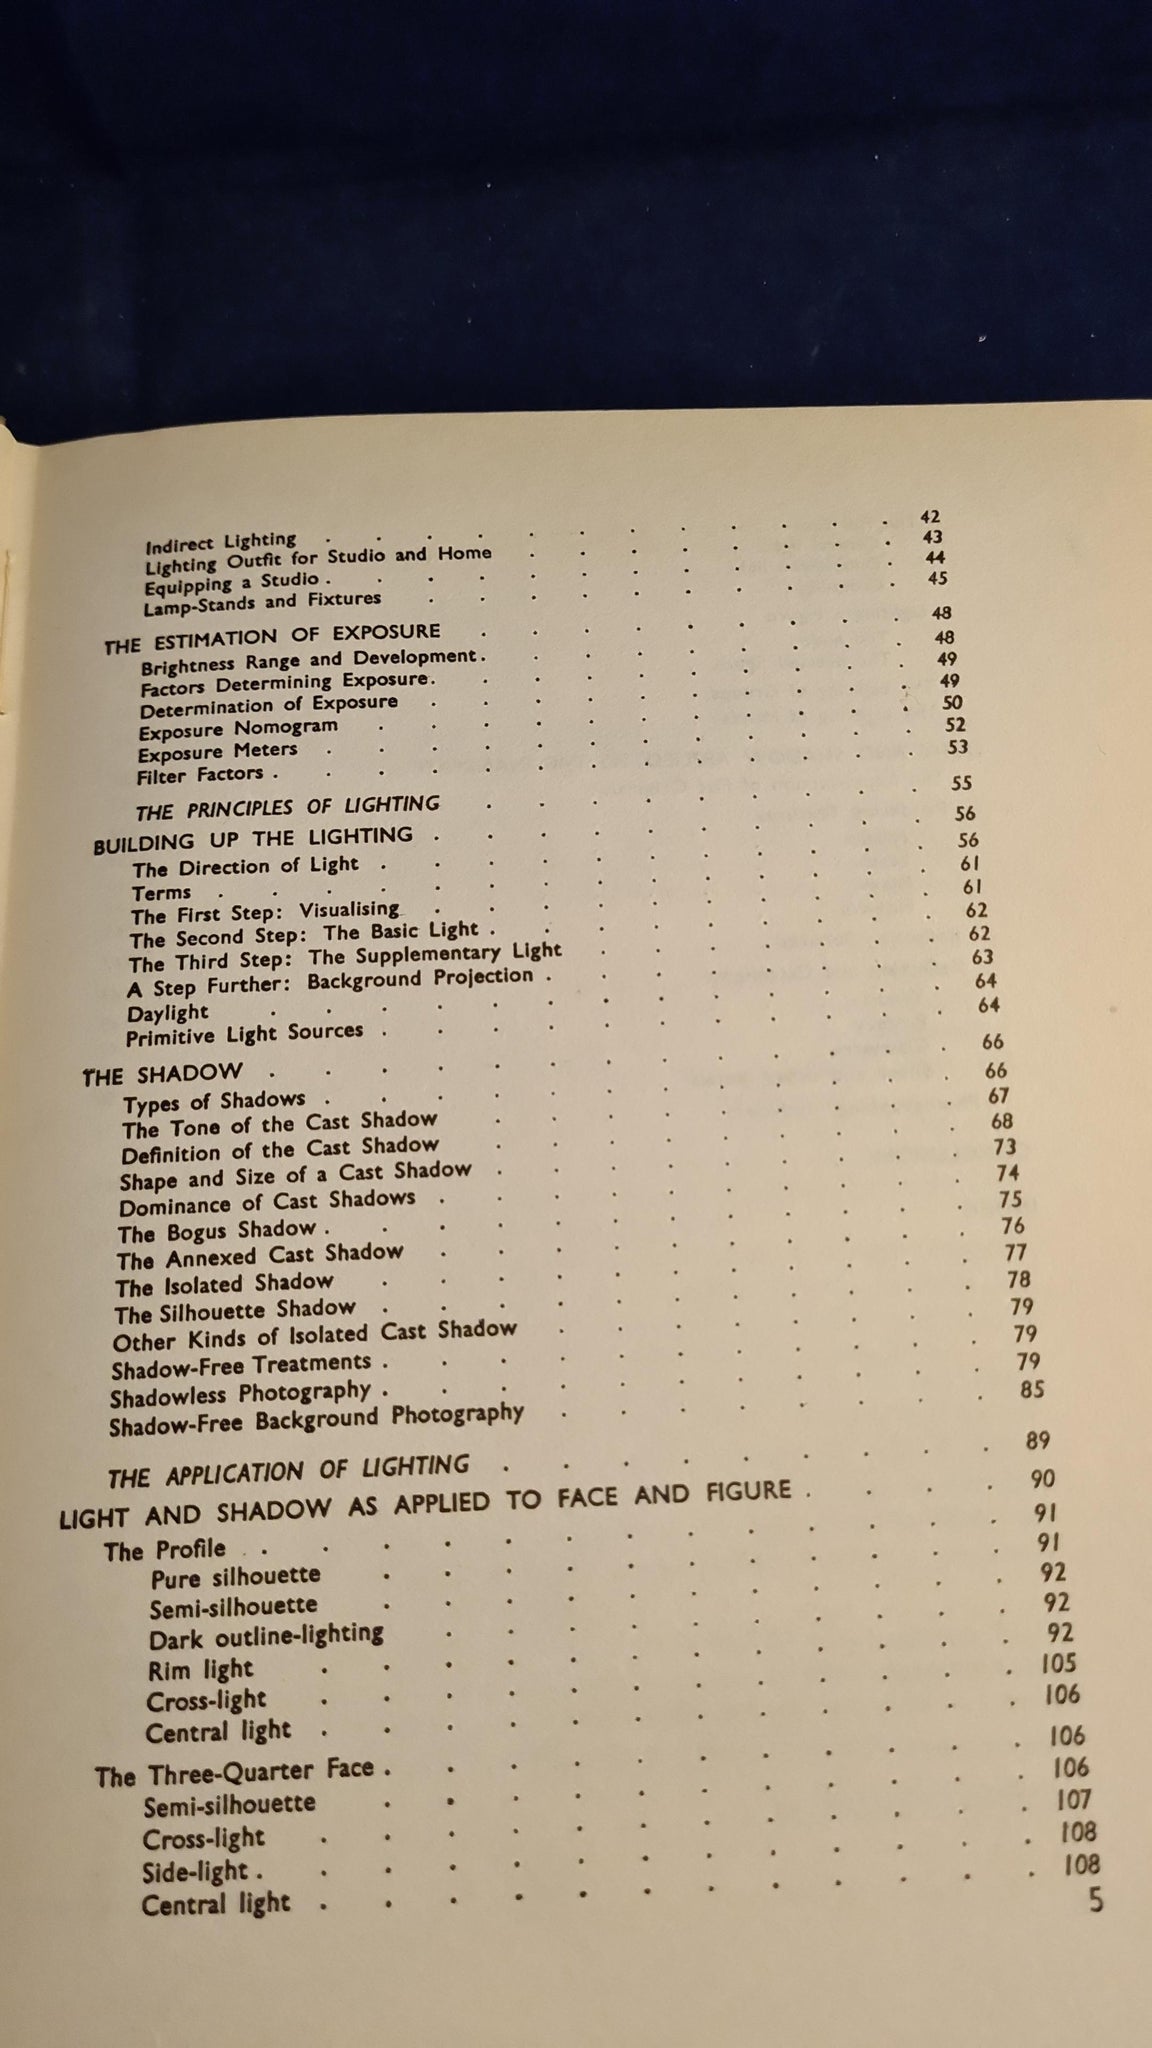 Indirect Lighting . . . . . . . . . . 42
Lighting Outfit for Studio and Home . . . . . . . 43
Equipping a Studio . . . . . . . . . . 44
Lamp-Stands and Fixtures . . . . . . . . . 45
THE ESTIMATION OF EXPOSURE . . . . . . . . 48
Brightness Range and Development . . . . . . . . 48
Factors Determining Exposure . . . . . . . . . 49
Determination of Exposure . . . . . . . . . 49
Exposure Nomogram . . . . . . . . . . 50
Exposure Meters . . . . . . . . . . . 52
Filter Factors . . . . . . . . . . . . 53
THE PRINCIPLES OF LIGHTING . . . . . . . . 55
BUILDING UP THE LIGHTING . . . . . . . . . 56
The Direction of Light . . . . . . . . . . 56
Terms . . . . . . . . . . . . . 61
The First Step: Visualising . . . . . . . . . 61
The Second Step: The Basic Light . . . . . . . . 62
The Third Step: The Supplementary Light . . . . . . 62
A Step Further: Background Projection . . . . . . . 63
Daylight . . . . . . . . . . . . 64
Primitive Light Sources . . . . . . . . . . 64
THE SHADOW . . . . . . . . . . . . 66
Types of Shadows . . . . . . . . . . . 66
The Tone of the Cast Shadow . . . . . . . . 67
Definition of the Cast Shadow . . . . . . . . 68
Shape and Size of a Cast Shadow . . . . . . . . 73
Dominance of Cast Shadows . . . . . . . . . 74
The Bogus Shadow . . . . . . . . . . . 75
The Annexed Cast Shadow . . . . . . . . . 76
The Isolated Shadow . . . . . . . . . . 77
The Silhouette Shadow . . . . . . . . . . 78
Other Kinds of Isolated Cast Shadow . . . . . . . 79
Shadow-Free Treatments . . . . . . . . . . 79
Shadowless Photography . . . . . . . . . . 79
Shadow-Free Background Photography . . . . . . . 85
THE APPLICATION OF LIGHTING . . . . . . . . 89
LIGHT AND SHADOW AS APPLIED TO FACE AND FIGURE . . . . 90
The Profile . . . . . . . . . . . . 91
Pure silhouette . . . . . . . . . . 91
Semi-silhouette . . . . . . . . . . 92
Dark outline-lighting . . . . . . . . . 92
Rim light . . . . . . . . . . . 92
Cross-light . . . . . . . . . . . 105
Central light . . . . . . . . . . . 106
The Three-Quarter Face . . . . . . . . . . 106
Semi-silhouette . . . . . . . . . . 106
Cross-light . . . . . . . . . . . 107
Side-light . . . . . . . . . . . . 108
Central light . . . . . . . . . . . 108
5